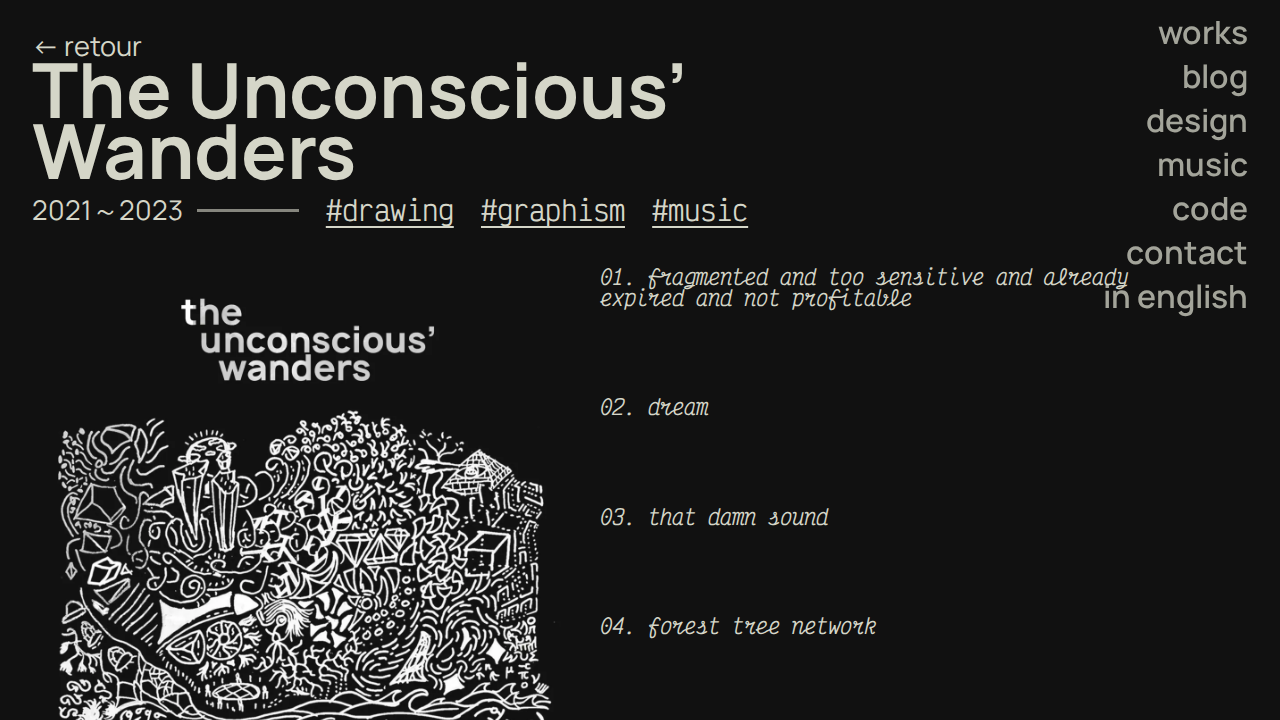 ← retour
The Unconscious’
Wanders
2021 ~ 2023
#drawing #graphism #music
works
blog
design
music
code
contact
in english
the
unconscious’
wanders
01. fragmented and too sensitive and already
expired and not profitable
02. dream
03. that damn sound
04. forest tree network